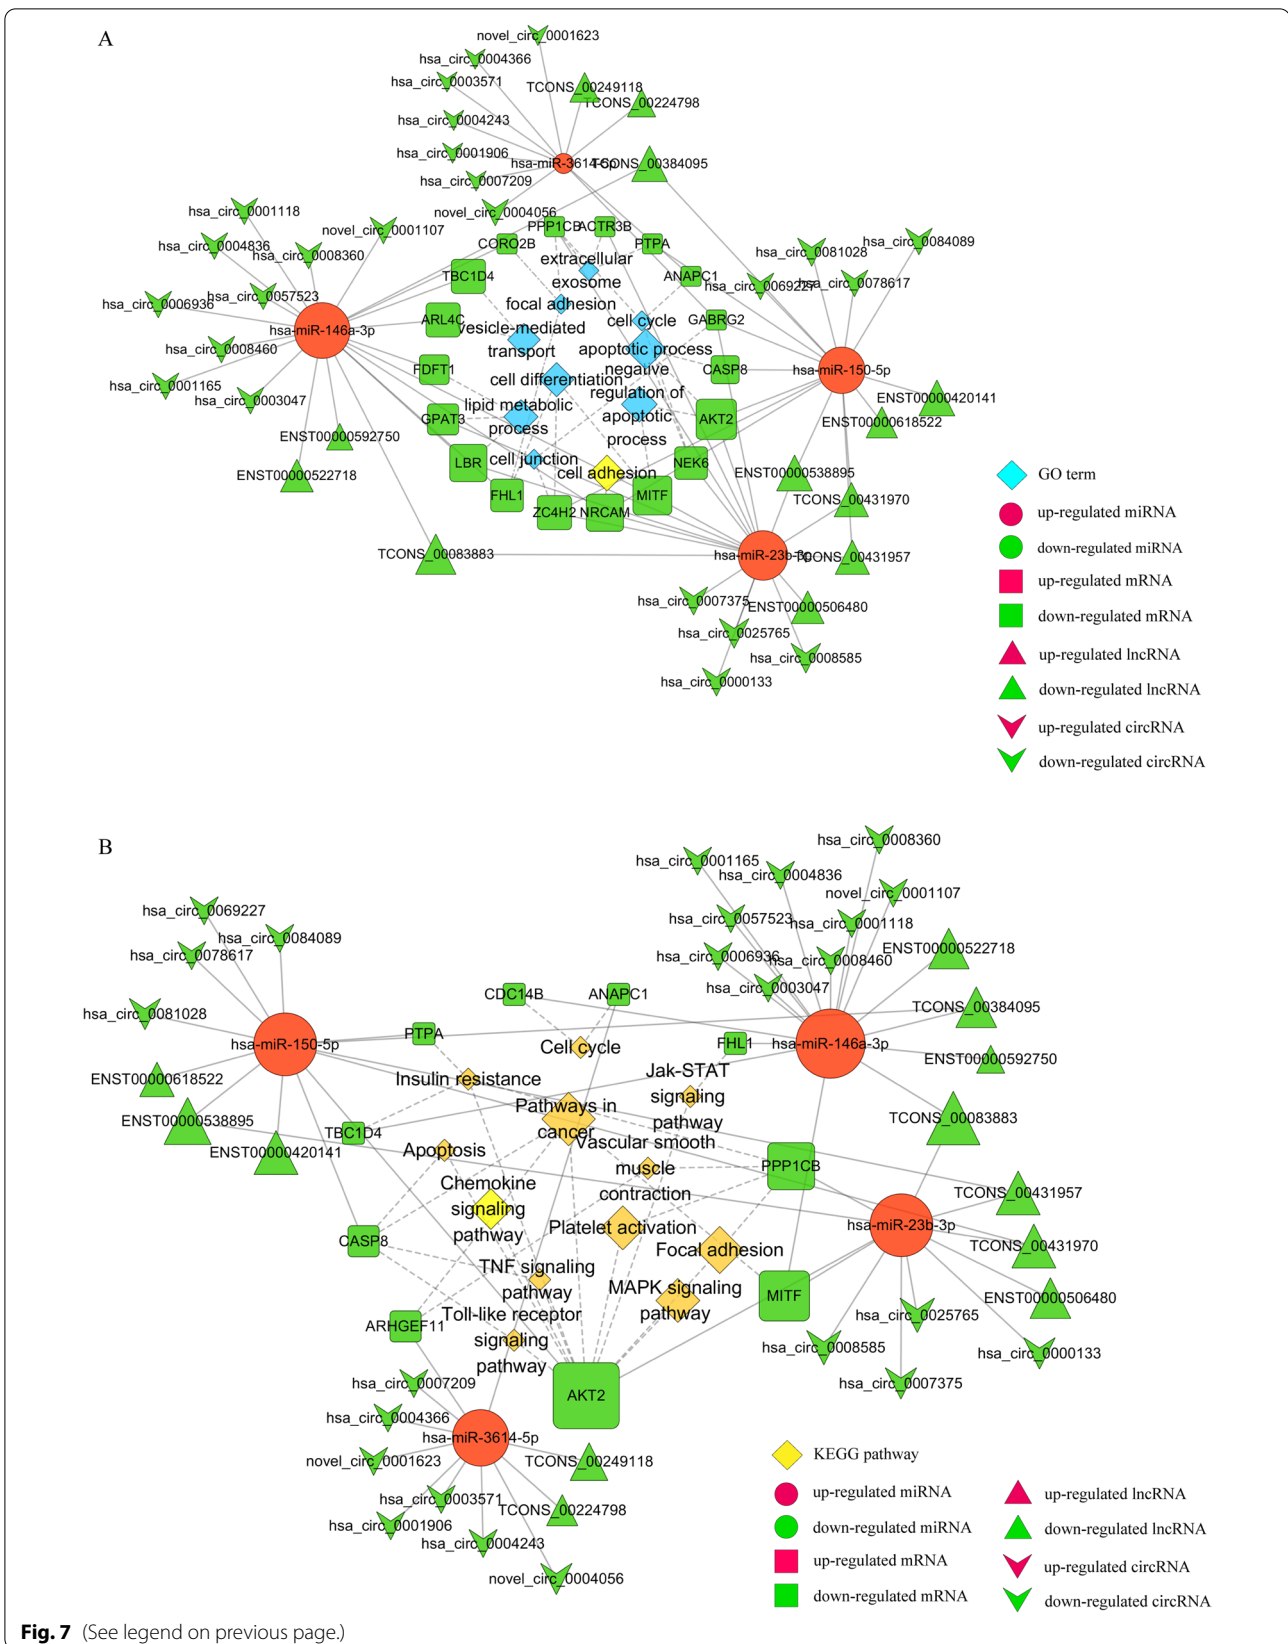 A
novel_circ_0001623
hsa_circ_0004366
hsa_circ_0003571
TCONS_00249118
TCONS_00224798
hsa_circ_0004243
hsa_circ_0001906
hsa-miR-3614-5p
TCONS_00384095
hsa_circ_0007209
novel_circ_0004056
hsa_circ_0001118
novel_circ_0001107
hsa_circ_0004836
hsa_circ_0008360
hsa_circ_0006936
hsa_circ_0057523
hsa-miR-146a-3p
hsa_circ_0008460
hsa_circ_0001165
hsa_circ_0003047
ENST00000592750
ENST00000522718
TCONS_00083883
PPP1CB
ACTR3B
CORO2B
PTPA
TBC1D4
ANAPC1
ARL4C
GABRG2
FDFT1
CASP8
GPAT3
AKT2
LBR
NEK6
FHL1
MITF
ZC4H2
NRCAM
extracellular
exosome
focal adhesion
cell cycle
vesicle-mediated
transport
apoptotic process
negative
regulation of
apoptotic
process
cell differentiation
lipid metabolic
process
cell junction
cell adhesion
hsa_circ_0081028
hsa_circ_0084089
hsa_circ_0069227
hsa_circ_0078617
hsa-miR-150-5p
ENST00000420141
ENST00000618522
ENST00000538895
TCONS_00431970
hsa-miR-23b-3p
TCONS_00431957
hsa_circ_0007375
ENST00000506480
hsa_circ_0025765
hsa_circ_0008585
hsa_circ_0000133
GO term
up-regulated miRNA
down-regulated miRNA
up-regulated mRNA
down-regulated mRNA
up-regulated lncRNA
down-regulated lncRNA
up-regulated circRNA
down-regulated circRNA
B
hsa_circ_0069227
hsa_circ_0084089
hsa_circ_0078617
hsa_circ_0081028
hsa-miR-150-5p
ENST00000618522
ENST00000538895
ENST00000420141
hsa_circ_0008360
hsa_circ_0001165
hsa_circ_0004836
novel_circ_0001107
hsa_circ_0057523
hsa_circ_0001118
hsa_circ_0006936
hsa_circ_0008460
ENST00000522718
hsa_circ_0003047
TCONS_00384095
hsa-miR-146a-3p
ENST00000592750
TCONS_00083883
CDC14B
ANAPC1
PTPA
FHL1
TBC1D4
PPP1CB
CASP8
MITF
ARHGEF11
AKT2
Cell cycle
Insulin resistance
Jak-STAT
signaling
pathway
Pathways in
cancer
Apoptosis
Vascular smooth
muscle
contraction
Chemokine
signaling
pathway
Platelet activation
Focal adhesion
TNF signaling
pathway
MAPK signaling
pathway
Toll-like receptor
signaling
pathway
TCONS_00431957
hsa-miR-23b-3p
TCONS_00431970
ENST00000506480
hsa_circ_0025765
hsa_circ_0008585
hsa_circ_0000133
hsa_circ_0007375
hsa_circ_0007209
hsa_circ_0004366
hsa-miR-3614-5p
novel_circ_0001623
TCONS_00249118
hsa_circ_0003571
TCONS_00224798
hsa_circ_0001906
hsa_circ_0004243
novel_circ_0004056
KEGG pathway
up-regulated miRNA
down-regulated miRNA
up-regulated mRNA
down-regulated mRNA
up-regulated lncRNA
down-regulated lncRNA
up-regulated circRNA
down-regulated circRNA
Fig. 7 (See legend on previous page.)